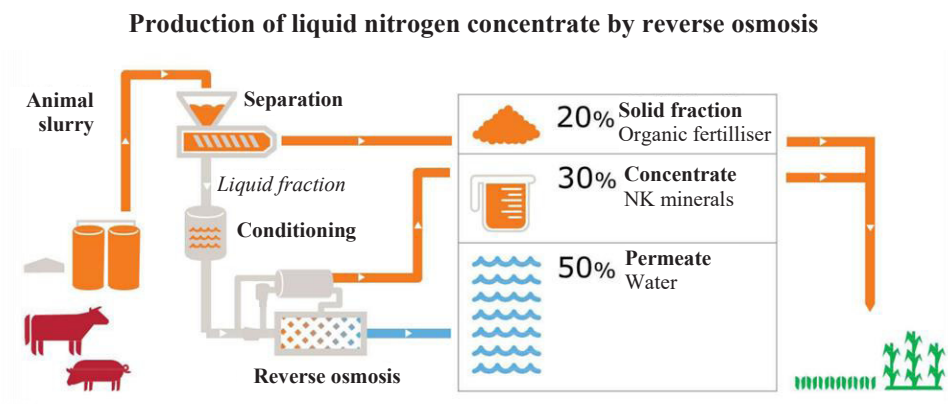 Production of liquid nitrogen concentrate by reverse osmosis
Animal
slurry
Separation
Liquid fraction
Conditioning
Reverse osmosis
20% Solid fraction
Organic fertilliser
30% Concentrate
NK minerals
50% Permeate
Water